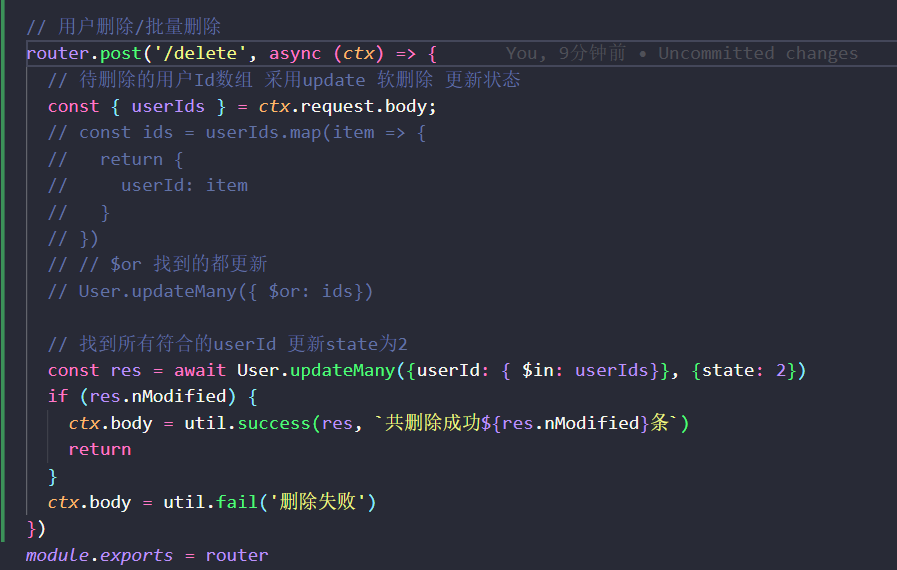 // 用户删除/批量删除
router.post('/delete', async (ctx) => {      You, 9分钟前 • Uncommitted changes
  // 待删除的用户Id数组 采用update 软删除 更新状态
  const { userIds } = ctx.request.body;
  // const ids = userIds.map(item => {
  //   return {
  //     userId: item
  //   }
  // })
  // // $or 找到的都更新
  // User.updateMany({ $or: ids})

  // 找到所有符合的userId 更新state为2
  const res = await User.updateMany({userId: { $in: userIds}}, {state: 2})
  if (res.nModified) {
    ctx.body = util.success(res, `共删除成功${res.nModified}条`)
    return
  }
  ctx.body = util.fail('删除失败')
})
module.exports = router